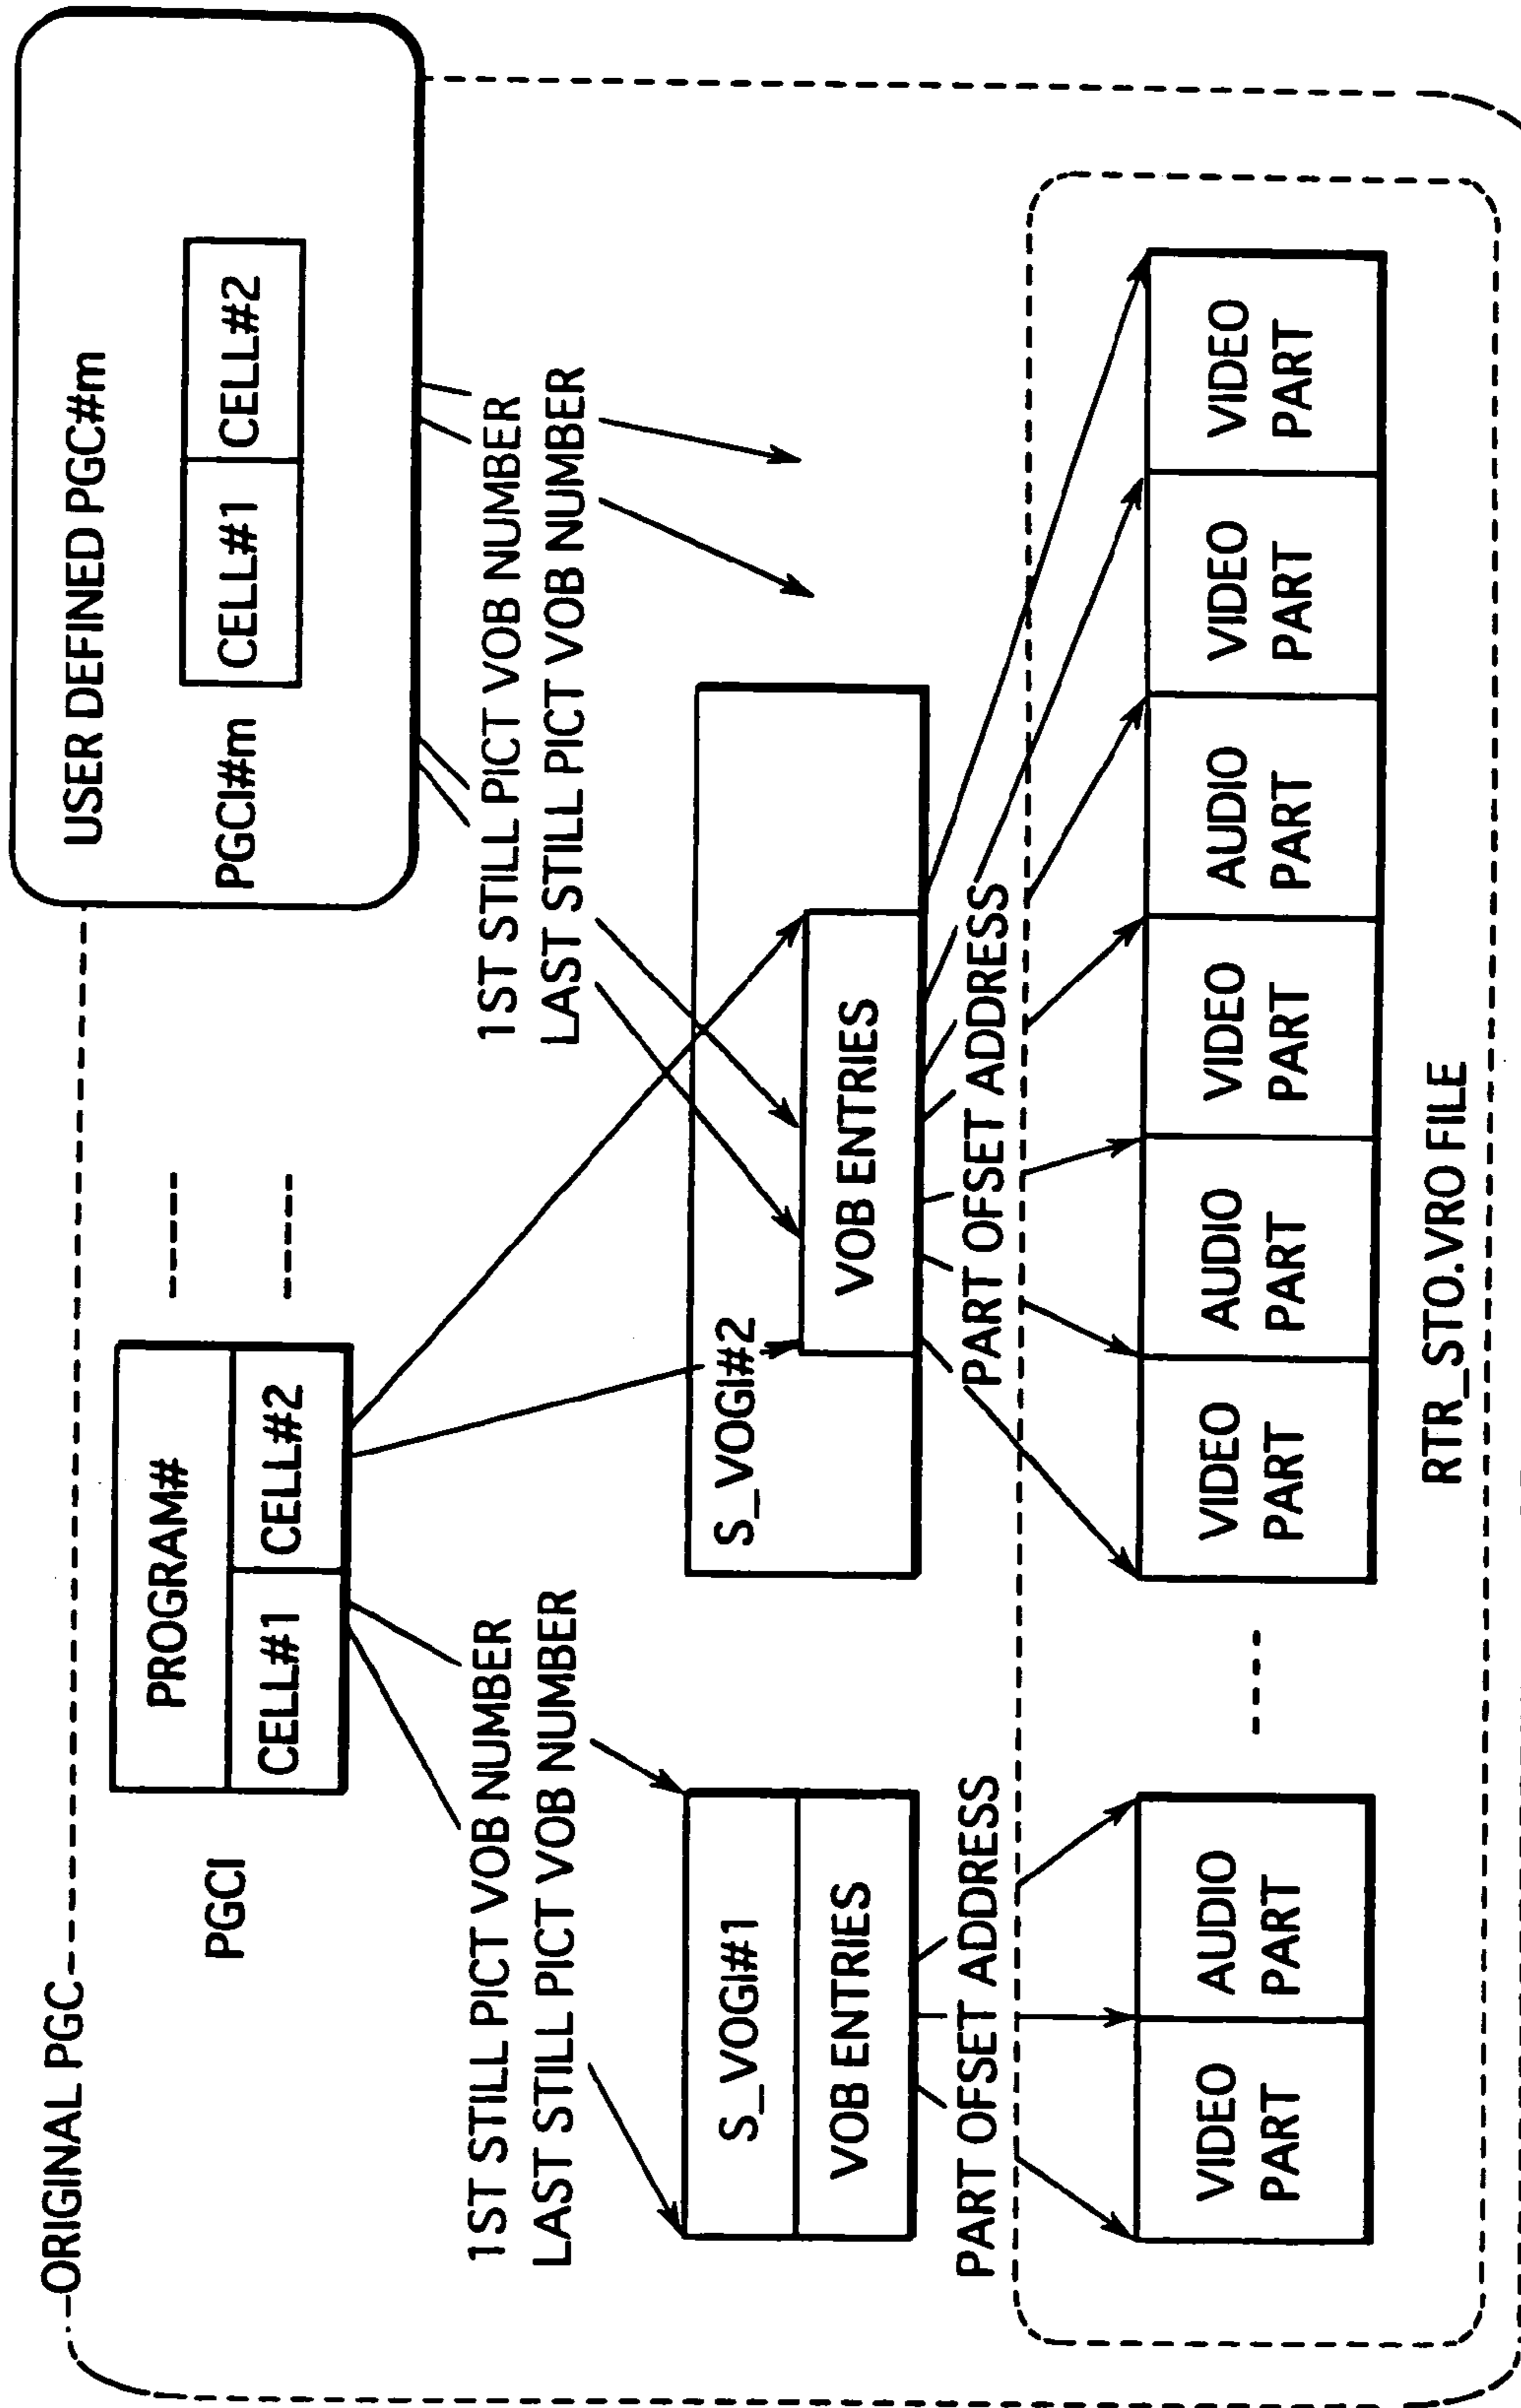 ORIGINAL PGC
USER DEFINED PGC#m
PGCI
PROGRAM#
CELL#1
CELL#2
PGCI#m
CELL#1
CELL#2
1ST STILL PICT VOB NUMBER
LAST STILL PICT VOB NUMBER
1ST STILL PICT VOB NUMBER
LAST STILL PICT VOB NUMBER
S_VOGI#1
VOB ENTRIES
S_VOGI#2
VOB ENTRIES
PART OFSET ADDRESS
PART OFSET ADDRESS
VIDEO
PART
AUDIO
PART
VIDEO
PART
AUDIO
PART
VIDEO
PART
AUDIO
PART
VIDEO
PART
VIDEO
PART
RTR_STO.VRO FILE